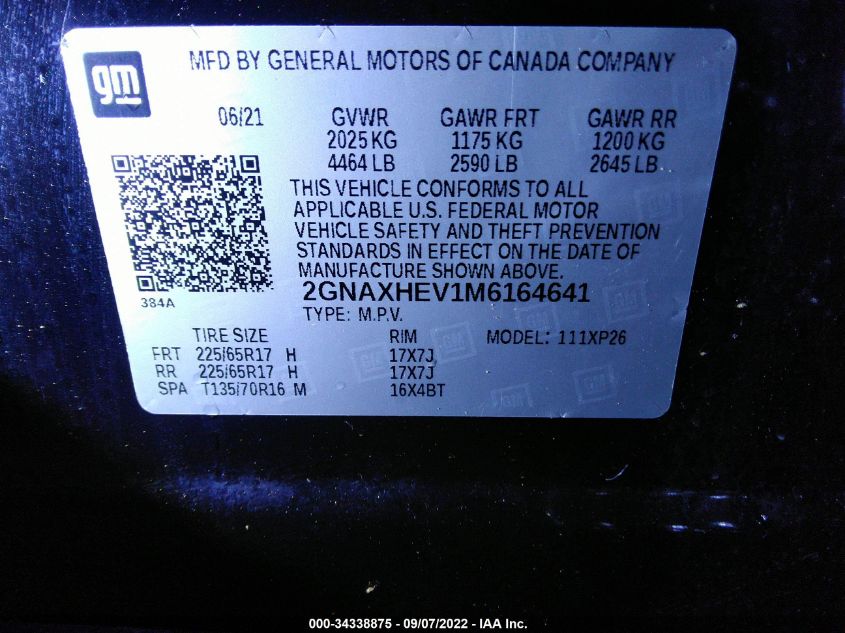 gm
MFD BY GENERAL MOTORS OF CANADA COMPANY
06/21 GVWR GAWR FRT GAWR RR
2025 KG 1175 KG 1200 KG
4464 LB 2590 LB 2645 LB
THIS VEHICLE CONFORMS TO ALL
APPLICABLE U.S. FEDERAL MOTOR
VEHICLE SAFETY AND THEFT PREVENTION
STANDARDS IN EFFECT ON THE DATE OF
MANUFACTURE SHOWN ABOVE.
384A
2GNAXHEV1M6164641
TYPE: M.P.V.
TIRE SIZE RIM MODEL: 111XP26
FRT 225/65R17 H 17X7J
RR 225/65R17 H 17X7J
SPA T135/70R16 M 16X4BT
000-34338875 - 09/07/2022 - IAA Inc.